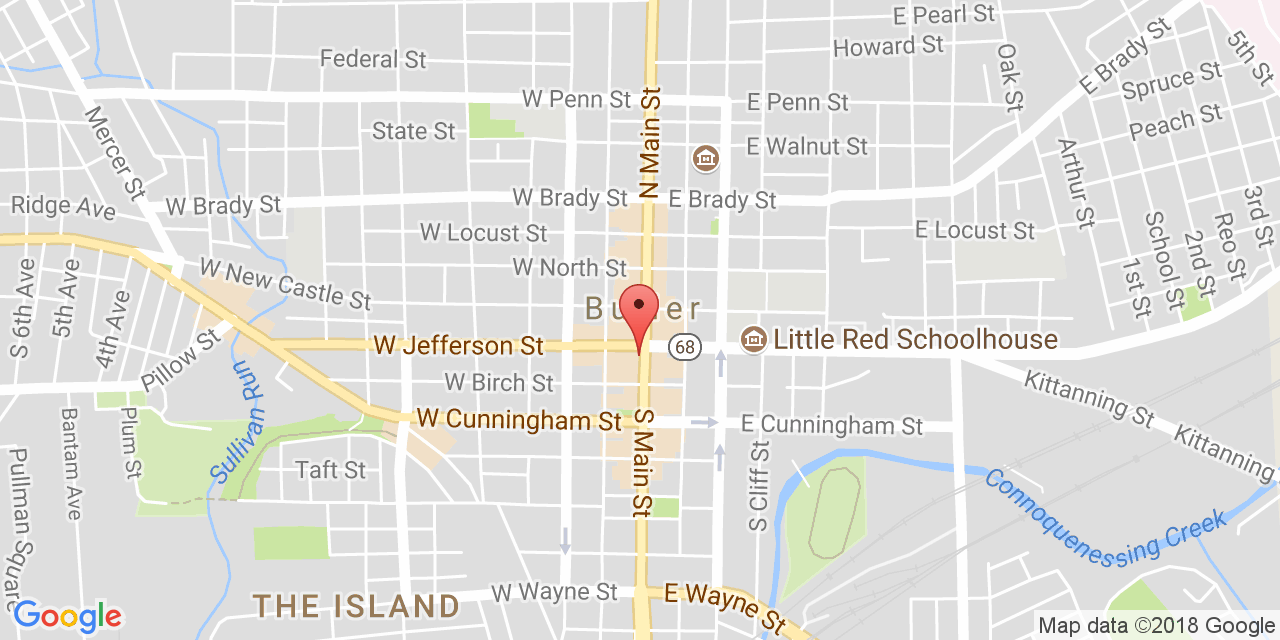 E Pearl St
Howard St
Federal St
Oak St
E Brady St
5th St
Spruce St
W Penn St
E Penn St
Mercer St
State St
N Main St
Peach St
E Walnut St
Arthur St
Ridge Ave
W Brady St
W Brady St
E Brady St
3rd St
W Locust St
E Locust St
School St
Reo St
2nd St
1st St
W New Castle St
W North St
S 6th Ave
5th Ave
4th Ave
Pillow St
W Jefferson St
68
Little Red Schoolhouse
W Birch St
Kittanning St
Kittanning
Sullivan Run
W Cunningham St
E Cunningham St
S Main St
Bantam Ave
Plum St
Pullman Square
Taft St
S Cliff St
Connoquenessing Creek
W Wayne St
E Wayne St
THE ISLAND
Google
Map data ©2018 Google